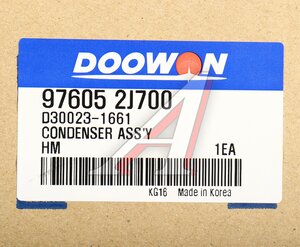 DOOWON
97605 2J700
D30023-1661
CONDENSER ASS'Y
HM 1EA
KG16 Made in Korea